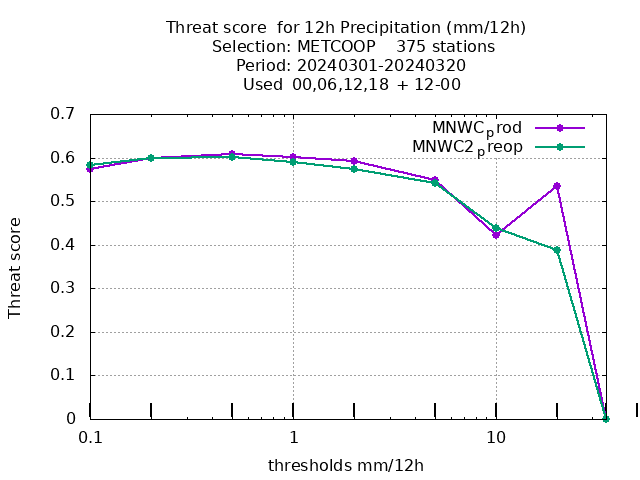 Threat score  for 12h Precipitation (mm/12h)
Selection: METCOOP    375 stations
Period: 20240301-20240320
Used  00,06,12,18  + 12-00
MNWCprod
MNWC2preop
0.7
0.6
0.5
0.4
0.3
0.2
0.1
0
Threat score
0.1 1 10
thresholds mm/12h